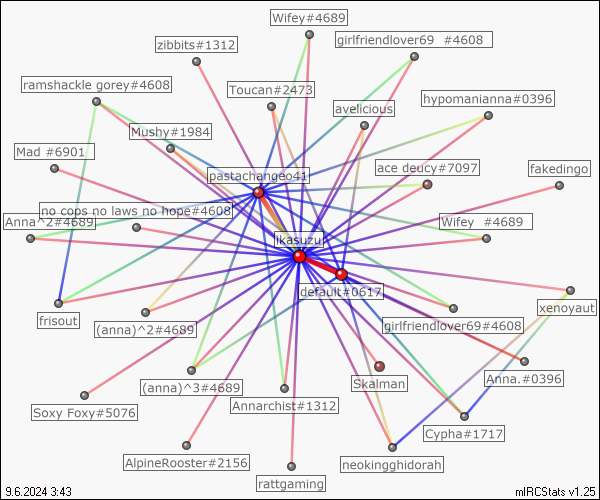 Wifey#4689
zibbits#1312
girlfriendlover69 #4608
ramshackle gorey#4608
Toucan#2473
hypomanianna#0396
avelicious
Mushy#1984
Mad #6901
pastachangeo41
ace deucy#7097
fakedingo
no cops no laws no hope#4608
Anna^2#4689
Wifey #4689
ikasuzu
default#0617
xenoyaut
frisout
(anna)^2#4689
girlfriendlover69#4608
Skalman
Anna.#0396
(anna)^3#4689
Annarchist#1312
Soxy Foxy#5076
Cypha#1717
AlpineRooster#2156
neokingghidorah
rattgaming
9.6.2024 3:43
mIRCStats v1.25